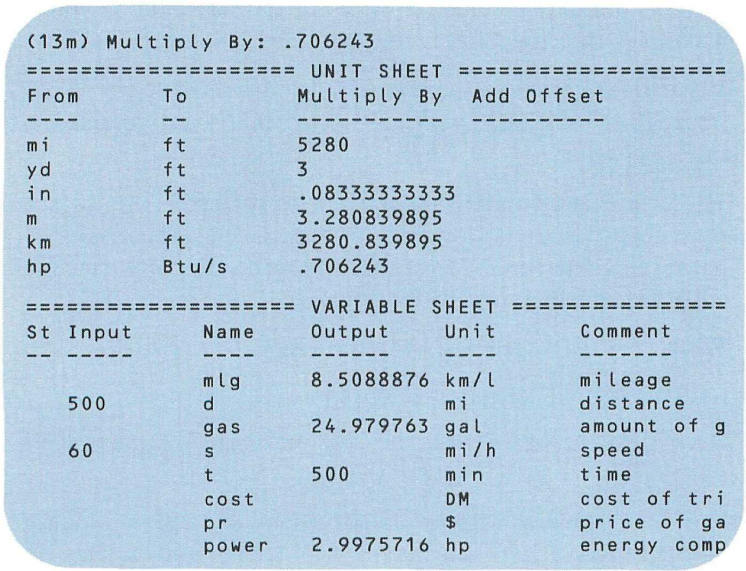 (13m) Multiply By: .706243
==================== UNIT SHEET ====================
From To Multiply By Add Offset
---- -- ----------- ----------
mi ft 5280
yd ft 3
in ft .08333333333
m ft 3.280839895
km ft 3280.839895
hp Btu/s .706243
==================== VARIABLE SHEET ================
St Input Name Output Unit Comment
-- ----- ---- ------ ---- -------
mlg 8.5088876 km/l mileage
500 d mi distance
gas 24.979763 gal amount of g
60 s mi/h speed
t 500 min time
cost DM cost of tri
pr $ price of ga
power 2.9975716 hp energy comp